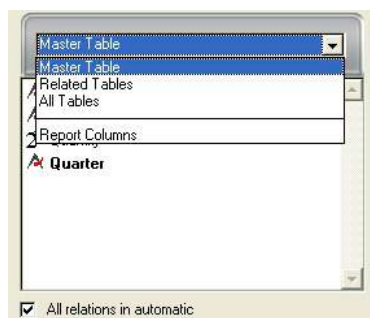 Master Table
Master Table
Related Tables
All Tables
Report Columns
Quarter
All relations in automatic